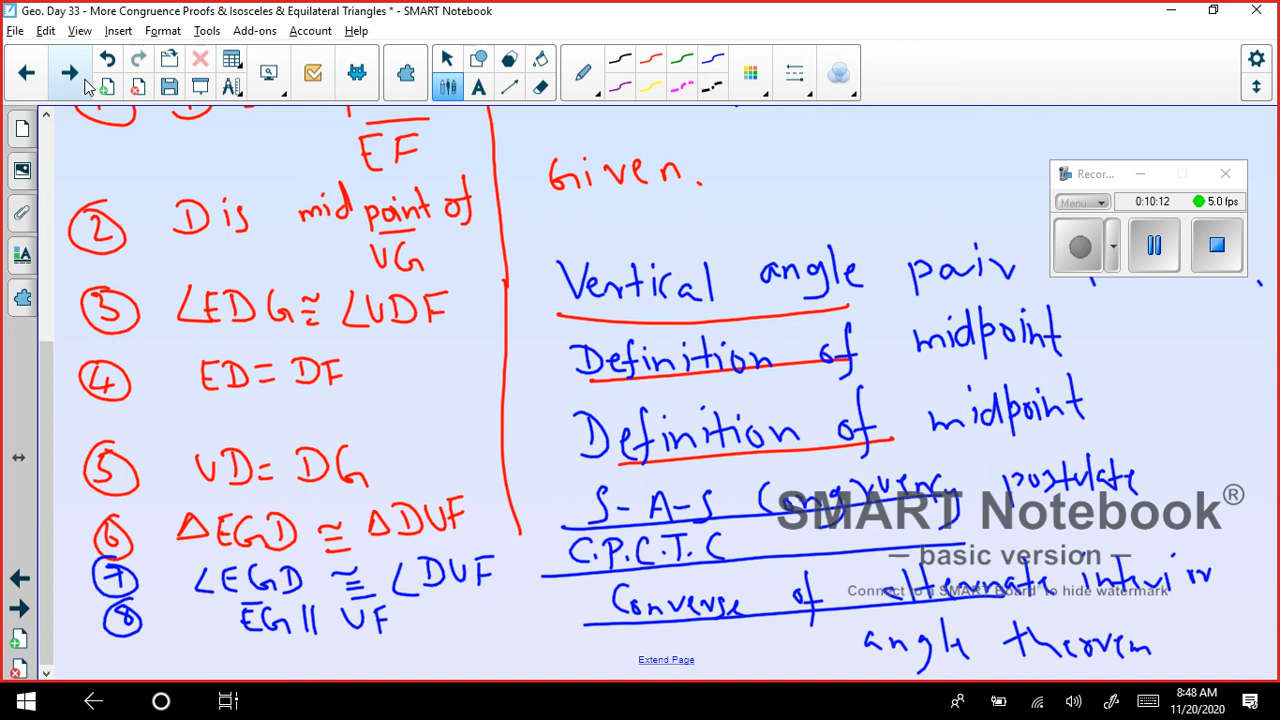 Geo. Day 33 - More Congruence Proofs & Isosceles & Equilateral Triangles * - SMART Notebook
File Edit View Insert Format Tools Add-ons Account Help
EF
Given.
Recor...
Menu
0:10:12
5.0 fps
② D is midpoint of
VG
Vertical angle pair
③ ∠EDG ≅ ∠VDF
Definition of midpoint
④ ED = DF
Definition of midpoint
⑤ VD = DG
S-A-S Congruency postulate
⑥ △EGD ≅ △DVF
C.P.C.T.C
⑦ ∠EGD ≅ ∠DVF
Converse of alternate interior
⑧ EG || VF
angle theorem
SMART Notebook®
— basic version —
Connect to a SMART Board to hide watermark
Extend Page
8:48 AM
11/20/2020